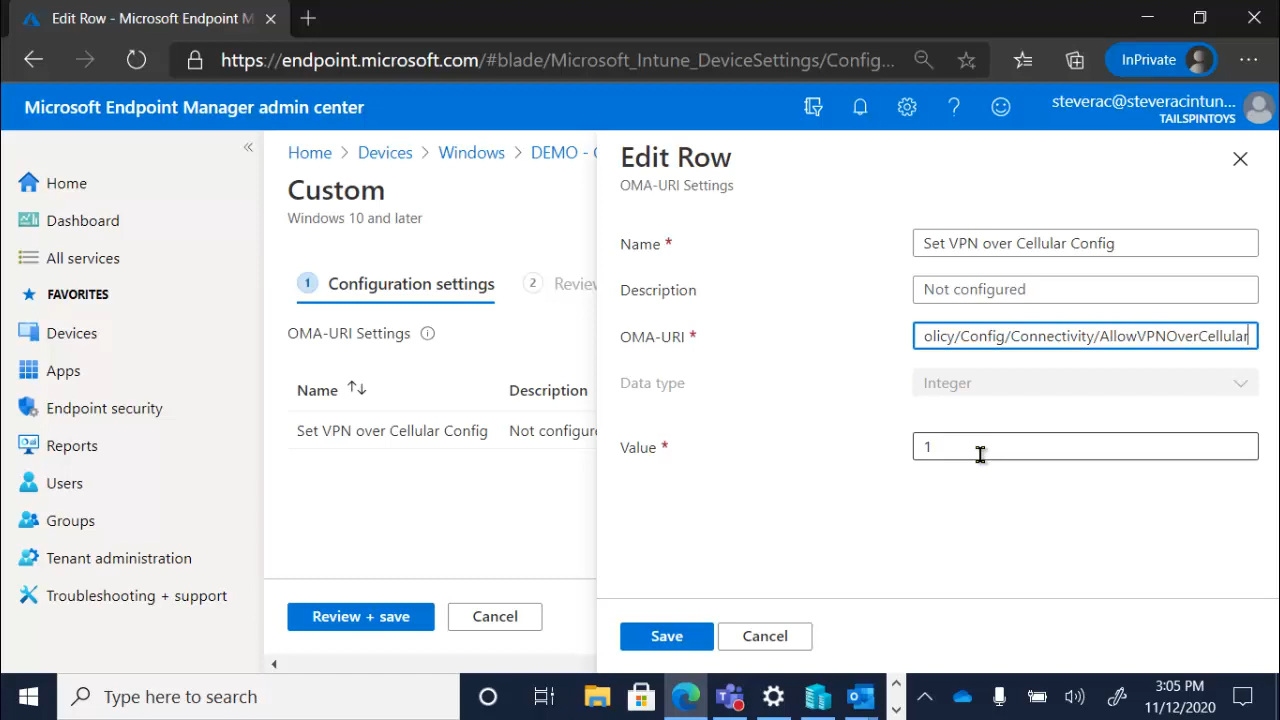 Edit Row - Microsoft Endpoint M
https://endpoint.microsoft.com/#blade/Microsoft_Intune_DeviceSettings/Config...
InPrivate
Microsoft Endpoint Manager admin center
steverac@steveracintun...
TAILSPINTOYS
Home
Dashboard
All services
FAVORITES
Devices
Apps
Endpoint security
Reports
Users
Groups
Tenant administration
Troubleshooting + support
Home > Devices > Windows > DEMO - C
Custom
Windows 10 and later
1 Configuration settings
2 Review
OMA-URI Settings
Name Description
Set VPN over Cellular Config Not configure
Review + save
Cancel
Edit Row
OMA-URI Settings
Name * Set VPN over Cellular Config
Description Not configured
OMA-URI * olicy/Config/Connectivity/AllowVPNOverCellular
Data type Integer
Value * 1
Save
Cancel
Type here to search
3:05 PM
11/12/2020